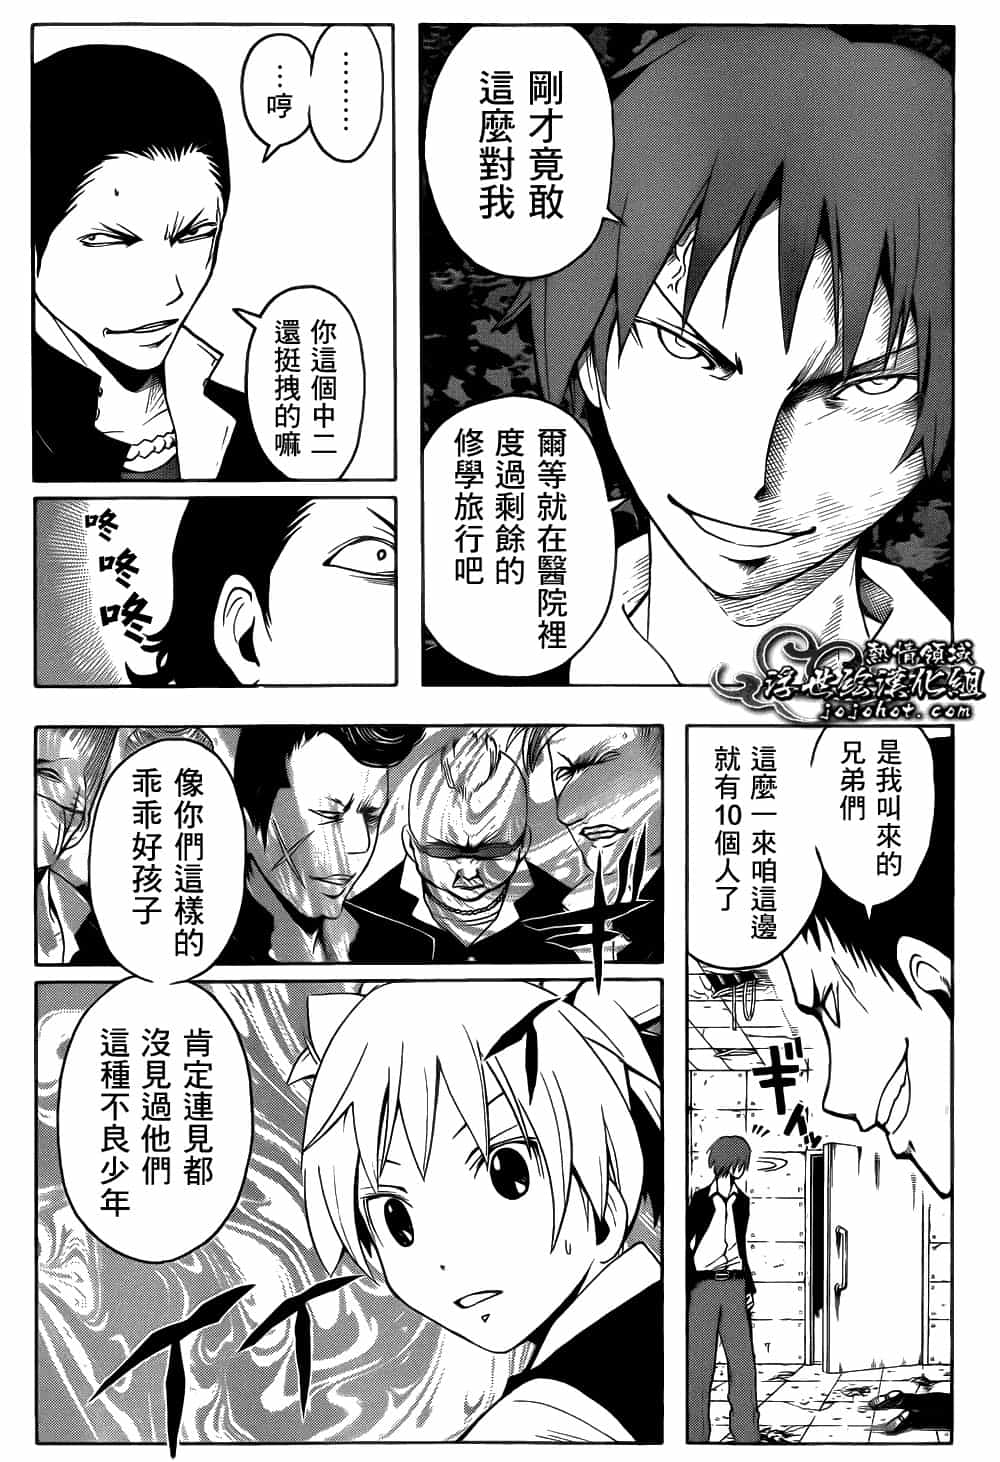 剛才竟敢
這麼對我
爾等就在醫院裡
度過剩餘的
修學旅行吧
………
…哼
你這個中二
還挺拽的嘛
咚
咚
咚
熱情領域
浮世绘漢化組
jojohot.com
是我叫來的
兄弟們
這麼一來咱這邊
就有10個人了
ギ
ィ
像你們這樣的
乖乖好孩子
肯定連見都
沒見過他們
這種不良少年